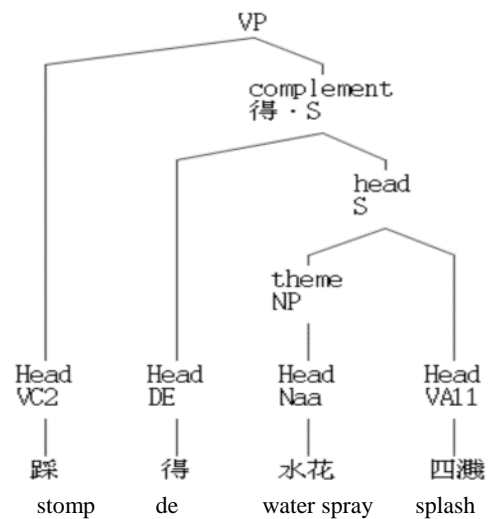 VP
complement
得‧S
head
S
theme
NP
Head Head Head Head
VC2 DE Naa VA11
踩 得 水花 四濺
stomp de water spray splash